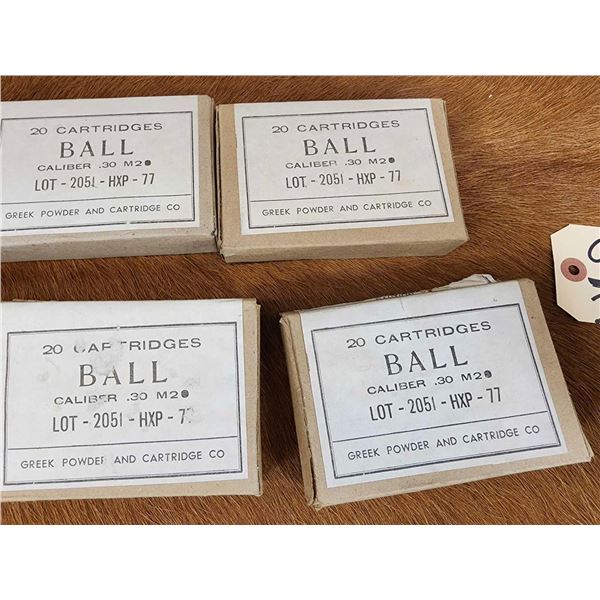 20 CARTRIDGES
BALL
CALIBER .30 M2
LOT - 2051 - HXP - 77
GREEK POWDER AND CARTRIDGE CO
20 CARTRIDGES
BALL
CALIBER .30 M2
LOT - 2051 - HXP - 77
GREEK POWDER AND CARTRIDGE CO
20 CARTRIDGES
BALL
CALIBER .30 M2
LOT - 2051 - HXP - 77
GREEK POWDER AND CARTRIDGE CO
20 CARTRIDGES
BALL
CALIBER .30 M2
LOT - 2051 - HXP - 77
GREEK POWDER AND CARTRIDGE CO